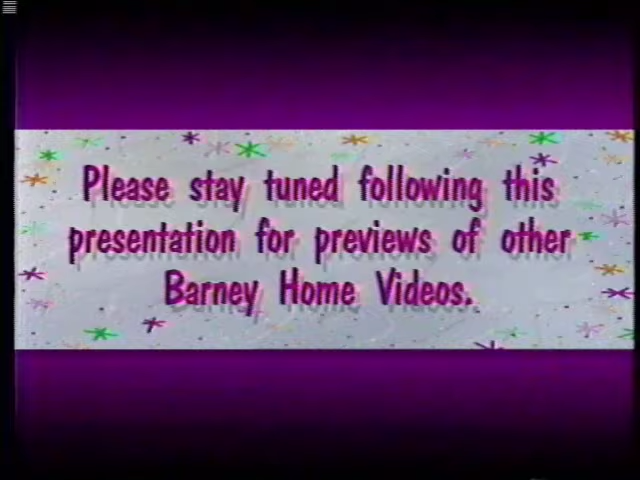 Please stay tuned following this
presentation for previews of other
Barney Home Videos.